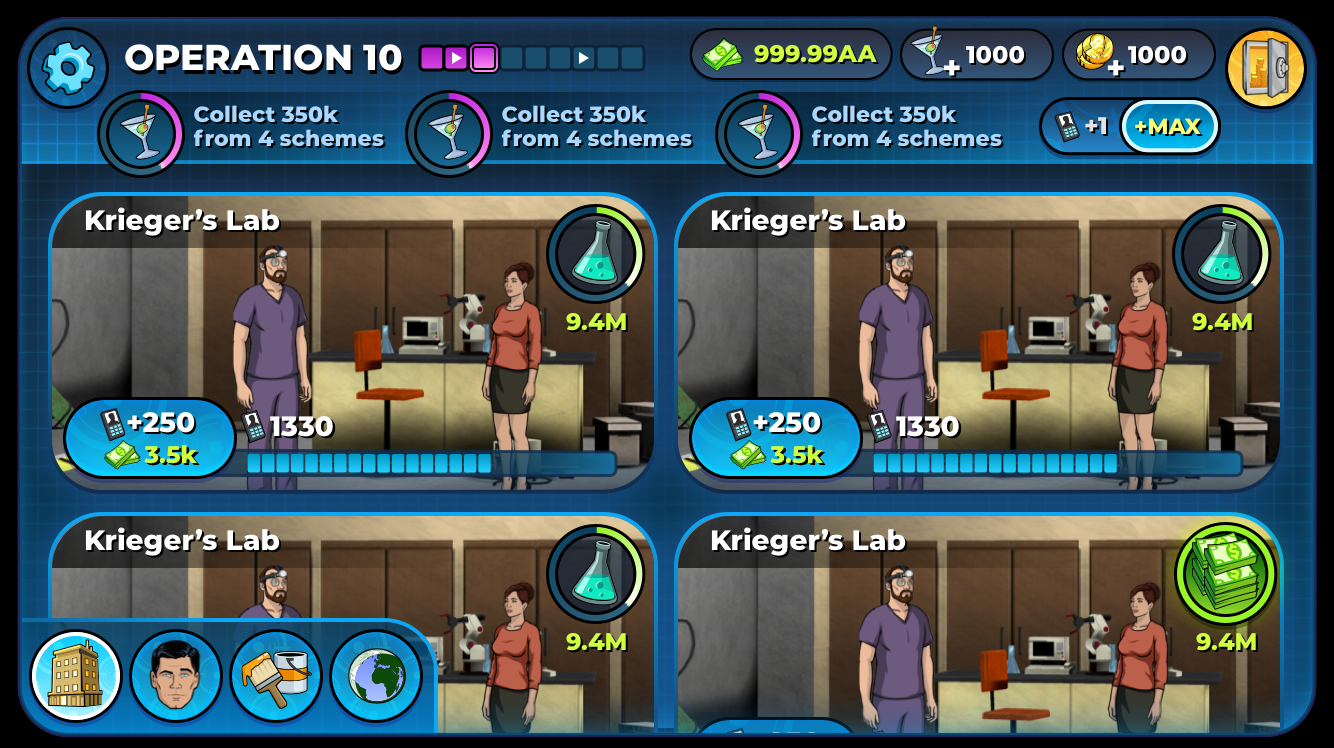 OPERATION 10
999.99AA
1000
1000
Collect 350k
from 4 schemes
Collect 350k
from 4 schemes
Collect 350k
from 4 schemes
+1
+MAX
Krieger’s Lab
9.4M
+250
3.5k
1330
Krieger’s Lab
9.4M
+250
3.5k
1330
Krieger’s Lab
9.4M
Krieger’s Lab
9.4M